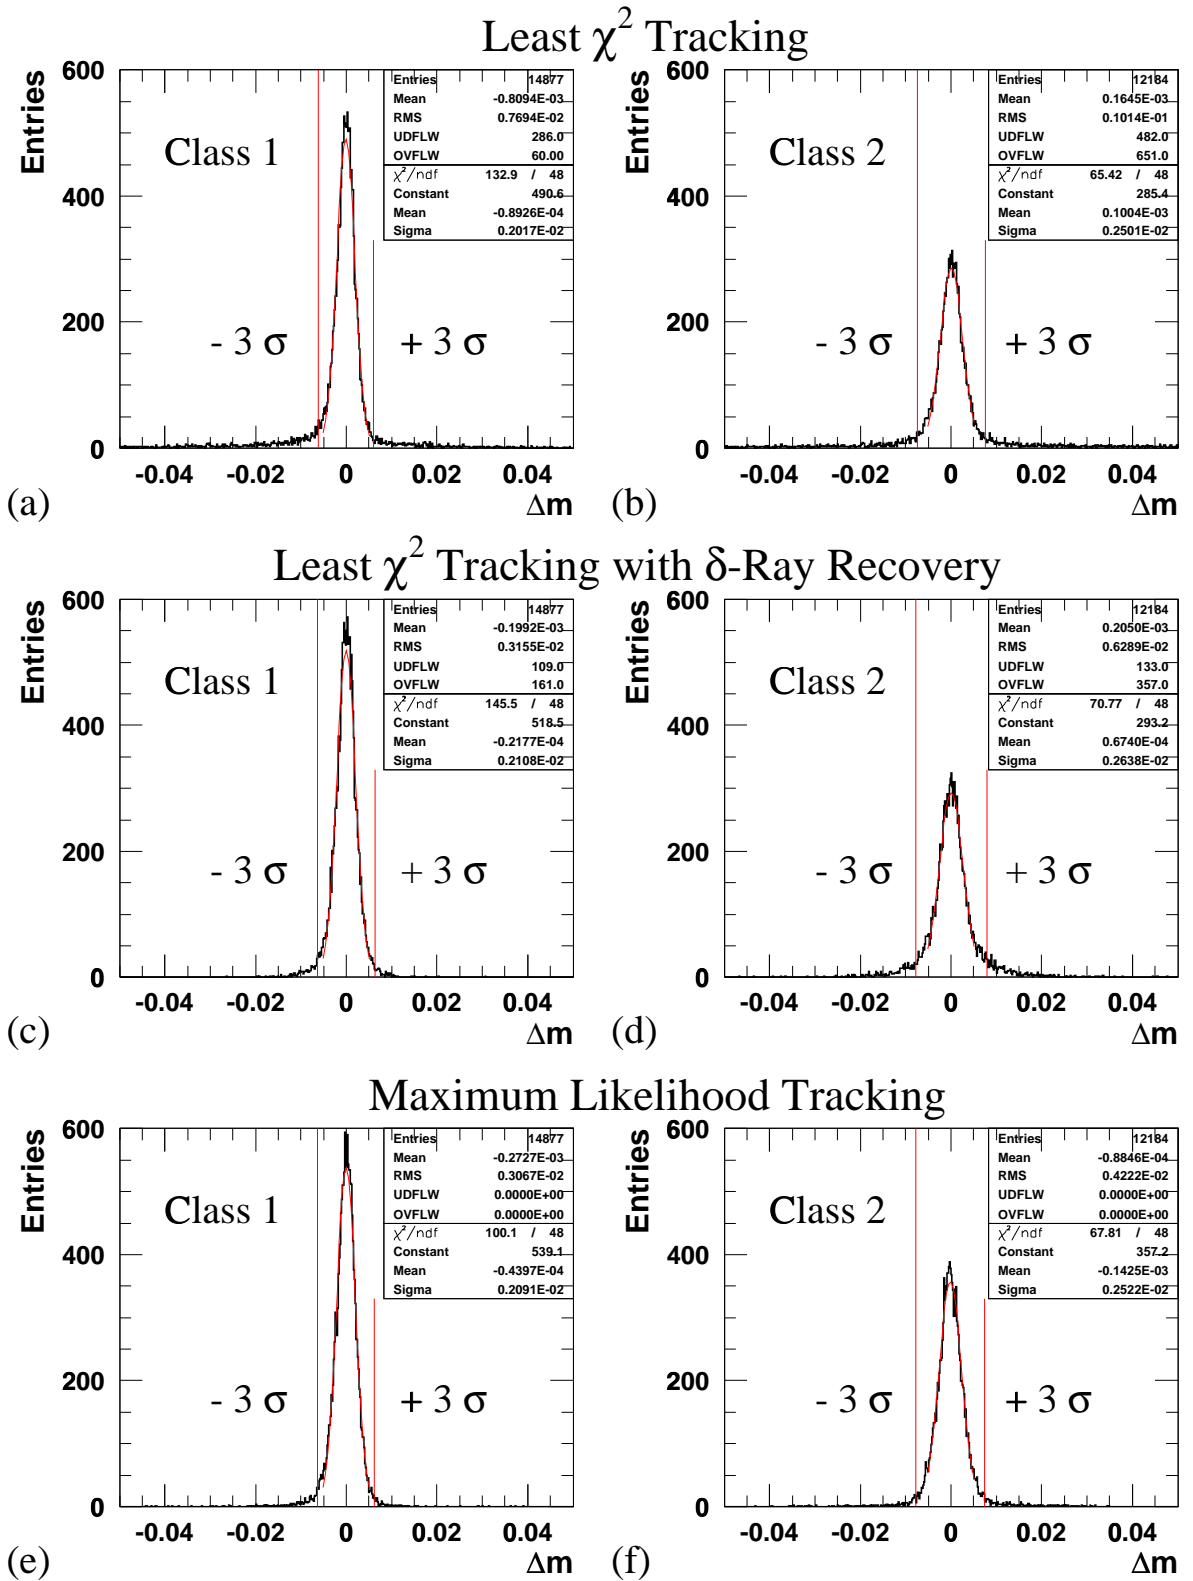 Least χ² Tracking
Entries
600
400
200
0
Class 1
- 3 σ
+ 3 σ
Entries 14877
Mean -0.8094E-03
RMS 0.7694E-02
UDFLW 286.0
OVFLW 60.00
χ²/ndf 132.9 / 48
Constant 490.6
Mean -0.8926E-04
Sigma 0.2017E-02
-0.04 -0.02 0 0.02 0.04
(a)
Δm
Entries
600
400
200
0
Class 2
- 3 σ
+ 3 σ
Entries 12184
Mean 0.1645E-03
RMS 0.1014E-01
UDFLW 482.0
OVFLW 651.0
χ²/ndf 65.42 / 48
Constant 285.4
Mean 0.1004E-03
Sigma 0.2501E-02
-0.04 -0.02 0 0.02 0.04
(b)
Δm
Least χ² Tracking with δ-Ray Recovery
Entries
600
400
200
0
Class 1
- 3 σ
+ 3 σ
Entries 14877
Mean -0.1992E-03
RMS 0.3155E-02
UDFLW 109.0
OVFLW 161.0
χ²/ndf 145.5 / 48
Constant 518.5
Mean -0.2177E-04
Sigma 0.2108E-02
-0.04 -0.02 0 0.02 0.04
(c)
Δm
Entries
600
400
200
0
Class 2
- 3 σ
+ 3 σ
Entries 12184
Mean 0.2050E-03
RMS 0.6289E-02
UDFLW 133.0
OVFLW 357.0
χ²/ndf 70.77 / 48
Constant 293.2
Mean 0.6740E-04
Sigma 0.2638E-02
-0.04 -0.02 0 0.02 0.04
(d)
Δm
Maximum Likelihood Tracking
Entries
600
400
200
0
Class 1
- 3 σ
+ 3 σ
Entries 14877
Mean -0.2727E-03
RMS 0.3067E-02
UDFLW 0.0000E+00
OVFLW 0.0000E+00
χ²/ndf 100.1 / 48
Constant 539.1
Mean -0.4397E-04
Sigma 0.2091E-02
-0.04 -0.02 0 0.02 0.04
(e)
Δm
Entries
600
400
200
0
Class 2
- 3 σ
+ 3 σ
Entries 12184
Mean -0.8846E-04
RMS 0.4222E-02
UDFLW 0.0000E+00
OVFLW 0.0000E+00
χ²/ndf 67.81 / 48
Constant 357.2
Mean -0.1425E-03
Sigma 0.2522E-02
-0.04 -0.02 0 0.02 0.04
(f)
Δm